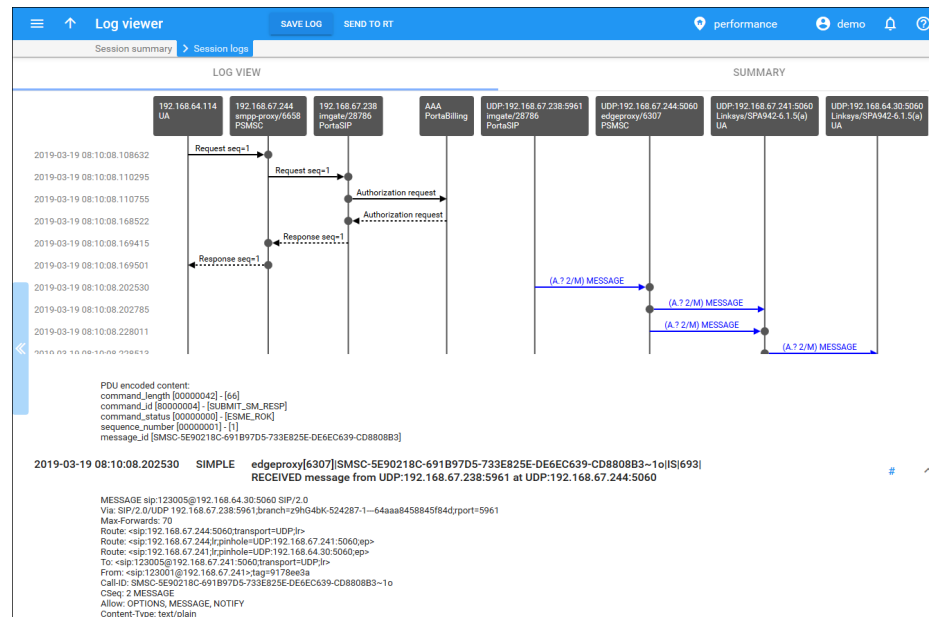 Log viewer
SAVE LOG
SEND TO RT
performance
demo
Session summary
Session logs
LOG VIEW
SUMMARY
192.168.64.114
UA
192.168.67.244
smpp-proxy/6658
PSMSC
192.168.67.238
imgate/28786
PortaSIP
AAA
PortaBilling
UDP:192.168.67.238:5961
imgate/28786
PortaSIP
UDP:192.168.67.244:5060
edgeproxy/6307
PSMSC
UDP:192.168.67.241:5060
Linksys/SPA942-6.1.5(a)
UA
UDP:192.168.64.30:5060
Linksys/SPA942-6.1.5(a)
UA
2019-03-19 08:10:08.108632
Request seq=1
2019-03-19 08:10:08.110295
Request seq=1
2019-03-19 08:10:08.110755
Authorization request
2019-03-19 08:10:08.168522
Authorization request
2019-03-19 08:10:08.169415
Response seq=1
2019-03-19 08:10:08.169501
Response seq=1
2019-03-19 08:10:08.202530
(A.? 2/M) MESSAGE
2019-03-19 08:10:08.202785
(A.? 2/M) MESSAGE
2019-03-19 08:10:08.228011
(A.? 2/M) MESSAGE
2019-03-19 08:10:08.228513
(A.? 2/M) MESSAGE
PDU encoded content:
command_length [00000042] - [66]
command_id [80000004] - [SUBMIT_SM_RESP]
command_status [00000000] - [ESME_ROK]
sequence_number [00000001] - [1]
message_id [SMSC-5E90218C-691B97D5-733E825E-DE6EC639-CD8808B3]
2019-03-19 08:10:08.202530 SIMPLE edgeproxy[6307]|SMSC-5E90218C-691B97D5-733E825E-DE6EC639-CD8808B3~1o|IS|693|
RECEIVED message from UDP:192.168.67.238:5961 at UDP:192.168.67.244:5060
#
MESSAGE sip:123005@192.168.64.30:5060 SIP/2.0
Via: SIP/2.0/UDP 192.168.67.238:5961;branch=z9hG4bK-524287-1---64aaa8458845f84d;rport=5961
Max-Forwards: 70
Route: <sip:192.168.67.244:5060;transport=UDP;lr>
Route: <sip:192.168.67.244;lr;pinhole=UDP:192.168.67.241:5060;ep>
Route: <sip:192.168.67.241;lr;pinhole=UDP:192.168.64.30:5060;ep>
To: <sip:123005@192.168.67.241:5060;transport=UDP;lr>
From: <sip:123001@192.168.67.241>;tag=9178ee3a
Call-ID: SMSC-5E90218C-691B97D5-733E825E-DE6EC639-CD8808B3~1o
CSeq: 2 MESSAGE
Allow: OPTIONS, MESSAGE, NOTIFY
Content-Type: text/plain